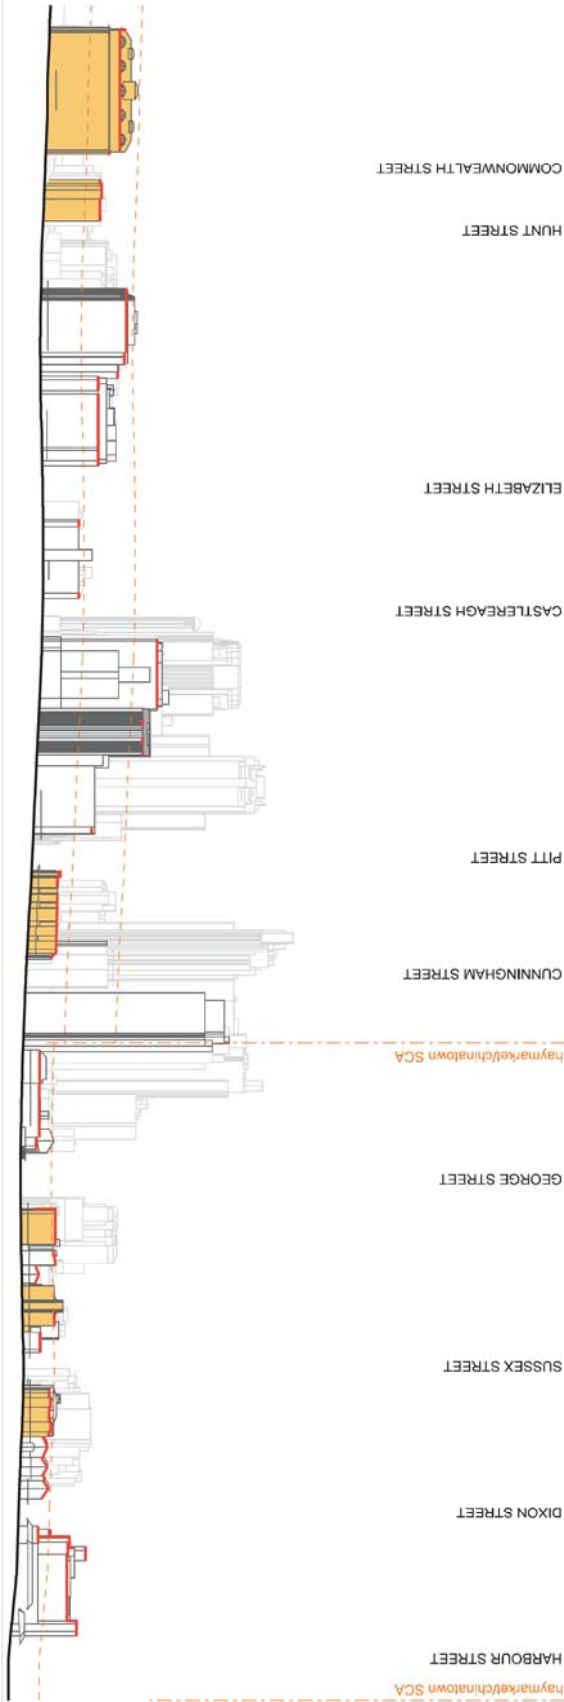 haymarket/chinatown SCA
HARBOUR STREET
DIXON STREET
SUSSEX STREET
GEORGE STREET
haymarket/chinatown SCA
CUNNINGHAM STREET
PITT STREET
CASTLEREAGH STREET
ELIZABETH STREET
HUNT STREET
COMMONWEALTH STREET